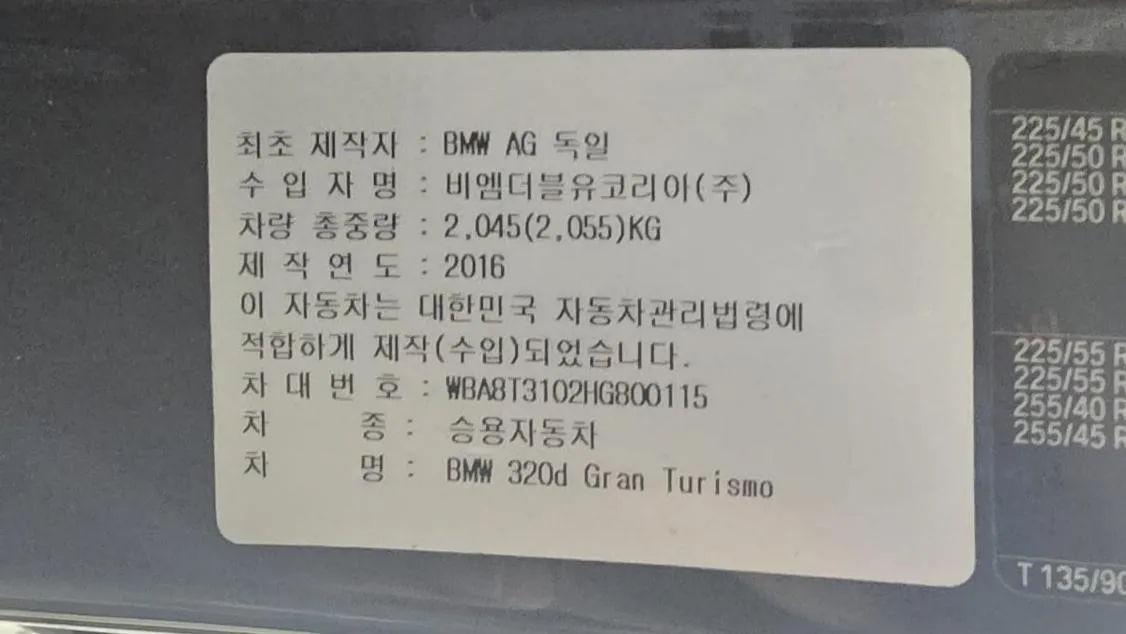 최초 제작자 : BMW AG 독일
수 입 자 명 : 비엠더블유코리아(주)
차량 총중량 : 2,045(2,055)KG
제 작 연 도 : 2016
이 자동차는 대한민국 자동차관리법령에
적합하게 제작(수입)되었습니다.
차 대 번 호 : WBA8T3102HG800115
차 종 : 승용자동차
차 명 : BMW 320d Gran Turismo
225/45 R
225/50 R
225/50 R
225/50 R
225/55 R
225/55 R
255/40 R
255/45 R
T 135/90